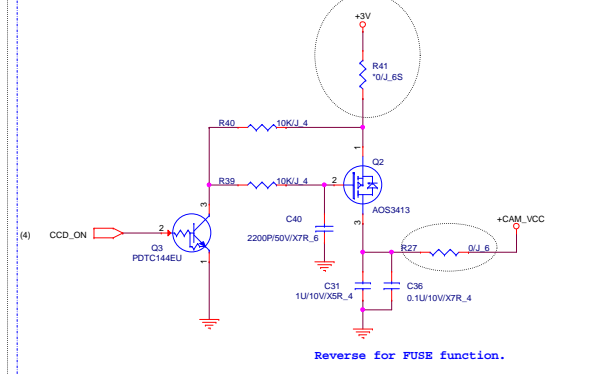 +3V
R41
*0/J_6S
R40 10K/J_4
1
Q2
R39 10K/J_4 2
AOS3413
3
C40
2200P/50V/X7R_6
3
+CAM_VCC
(4) CCD_ON 2
R27 0/J_6
Q3
PDTC144EU
1
C31
1U/10V/X5R_4
C36
0.1U/10V/X7R_4
Reverse for FUSE function.